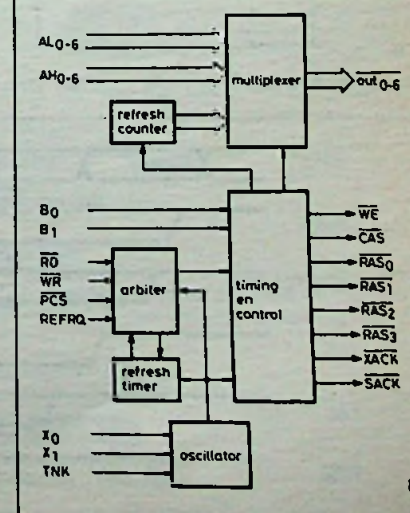 AL0-6
AH0-6
multiplexer
out0-6
refresh
counter
B0
B1
RD
WR
PCS
REFRQ
arbiter
timing
en
control
WE
CAS
RAS0
RAS1
RAS2
RAS3
XACK
SACK
refresh
timer
X0
X1
TNK
oscillator
8